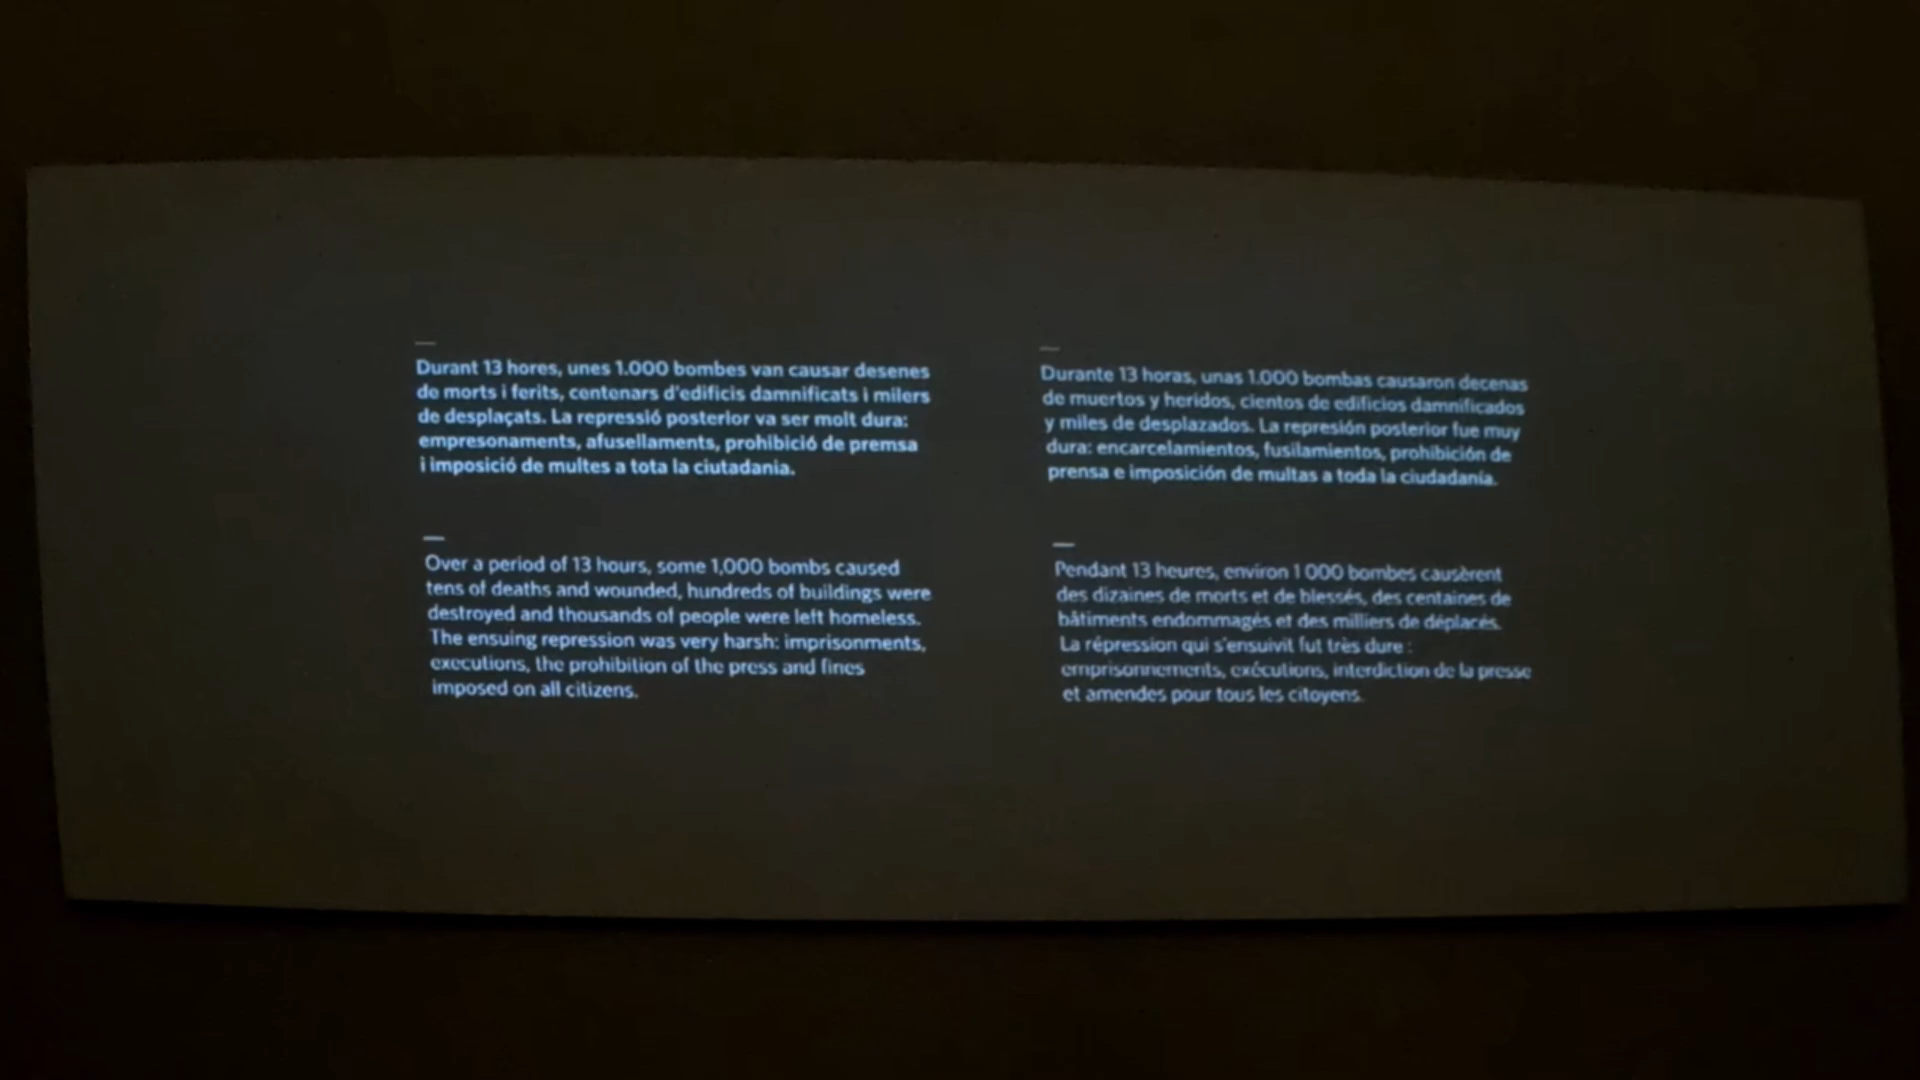 Durant 13 hores, unes 1.000 bombes van causar desenes
de morts i ferits, centenars d'edificis damnificats i milers
de desplaçats. La repressió posterior va ser molt dura:
empresonaments, afusellaments, prohibició de premsa
i imposició de multes a tota la ciutadania.
Durante 13 horas, unas 1.000 bombas causaron decenas
de muertos y heridos, cientos de edificios damnificados
y miles de desplazados. La represión posterior fue muy
dura: encarcelamientos, fusilamientos, prohibición de
prensa e imposición de multas a toda la ciudadanía.
Over a period of 13 hours, some 1,000 bombs caused
tens of deaths and wounded, hundreds of buildings were
destroyed and thousands of people were left homeless.
The ensuing repression was very harsh: imprisonments,
executions, the prohibition of the press and fines
imposed on all citizens.
Pendant 13 heures, environ 1 000 bombes causèrent
des dizaines de morts et de blessés, des centaines de
bâtiments endommagés et des milliers de déplacés.
La répression qui s'ensuivit fut très dure :
emprisonnements, exécutions, interdiction de la presse
et amendes pour tous les citoyens.